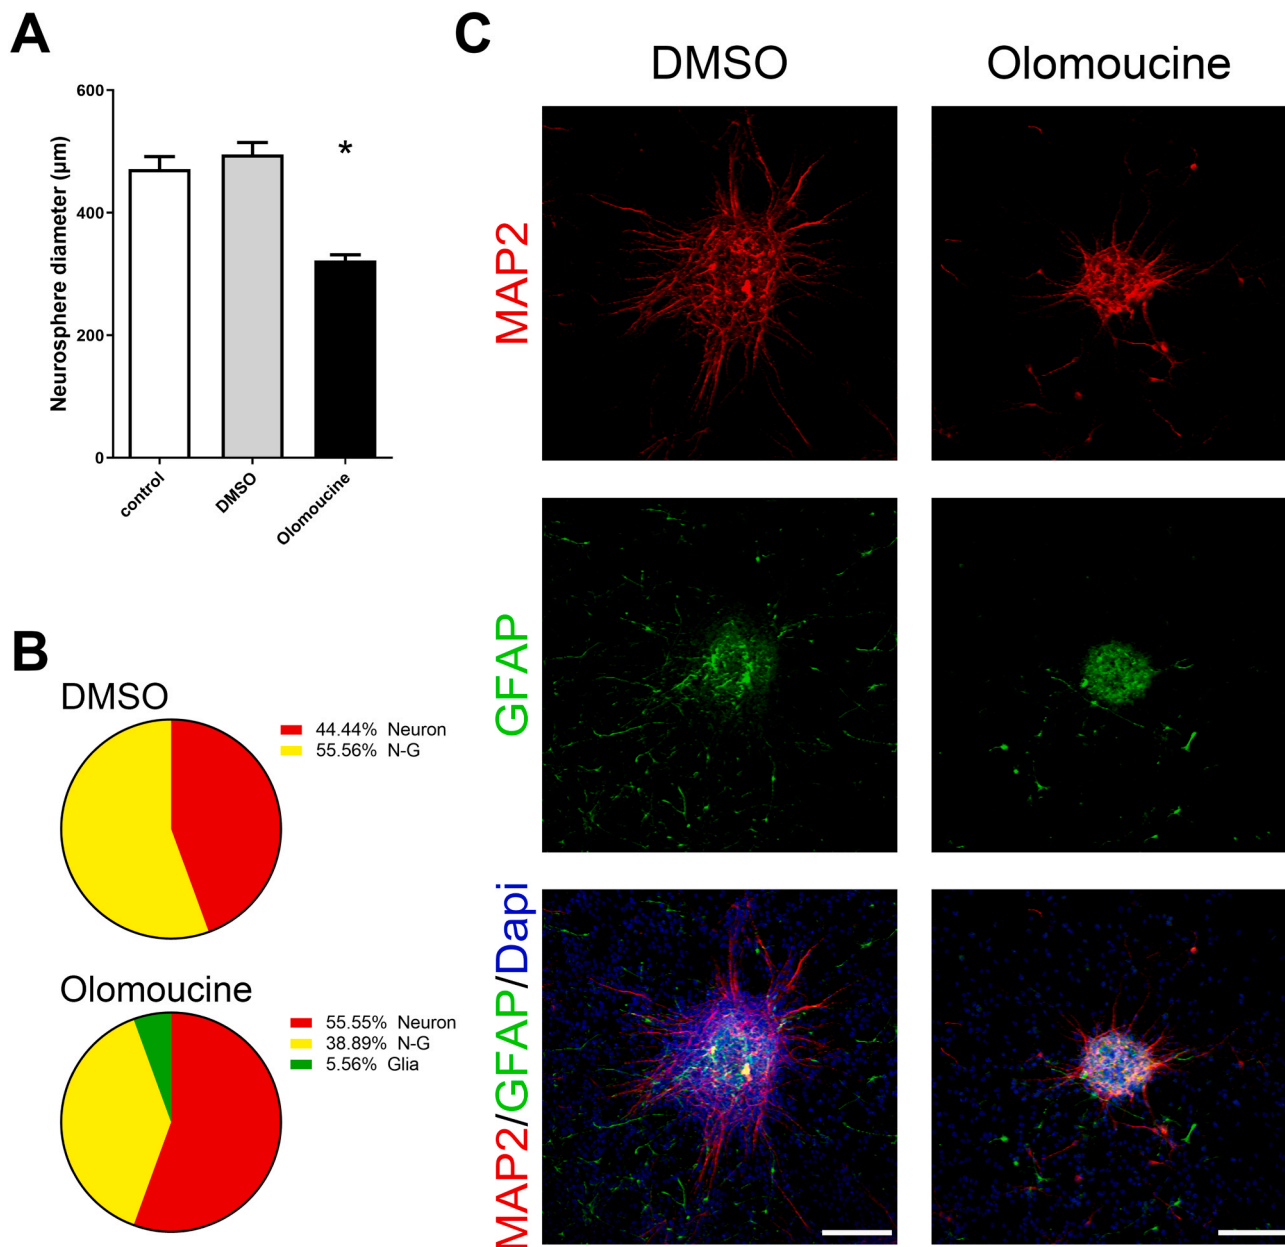 A
600
400
200
0
Neurosphere diameter (µm)
*
control
DMSO
Olomoucine
B
DMSO
44.44% Neuron
55.56% N-G
Olomoucine
55.55% Neuron
38.89% N-G
5.56% Glia
C
DMSO
Olomoucine
MAP2
GFAP
MAP2/GFAP/Dapi